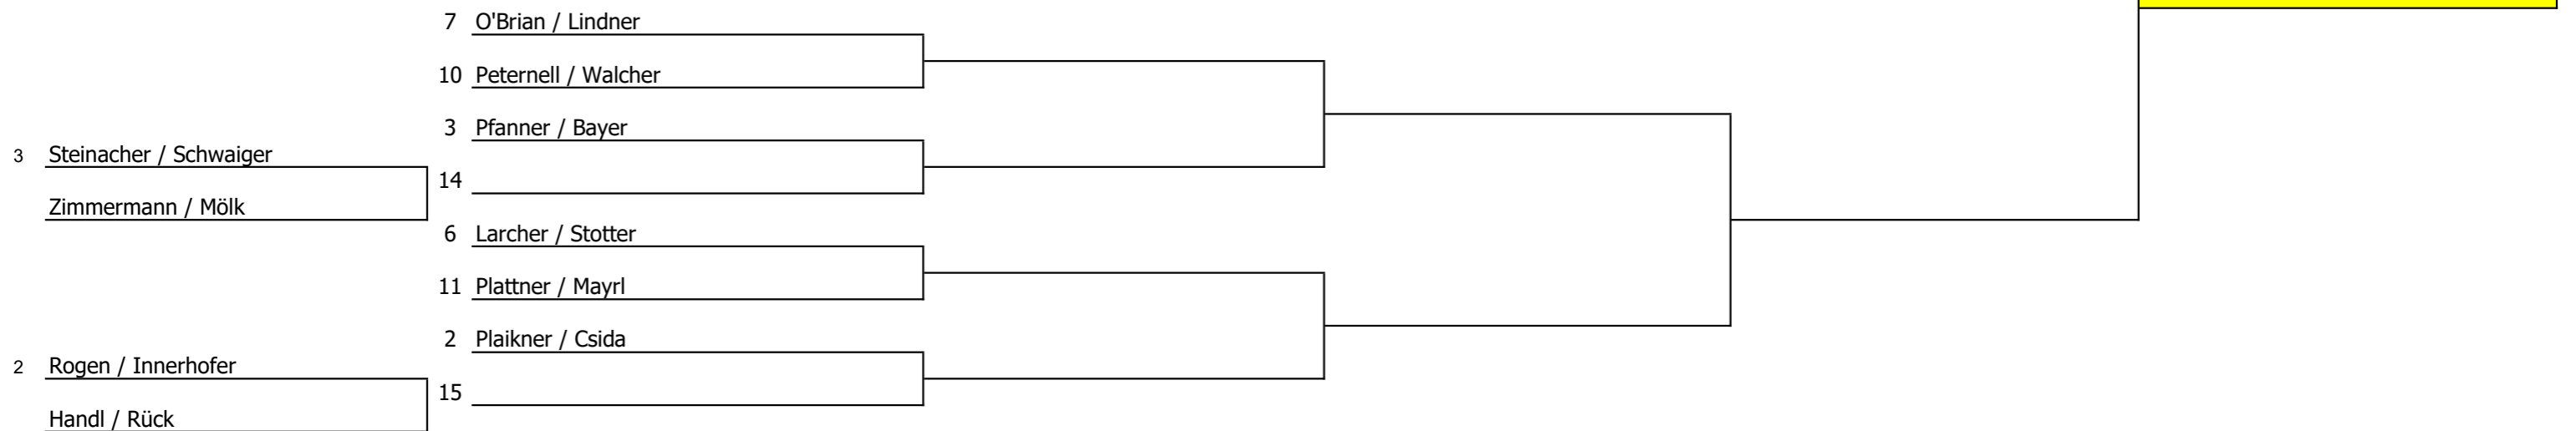 7 O'Brian / Lindner
10 Peternell / Walcher
3 Pfanner / Bayer
3 Steinacher / Schwaiger
14
Zimmermann / Mölk
6 Larcher / Stotter
11 Plattner / Mayrl
2 Plaikner / Csida
2 Rogen / Innerhofer
15
Handl / Rück